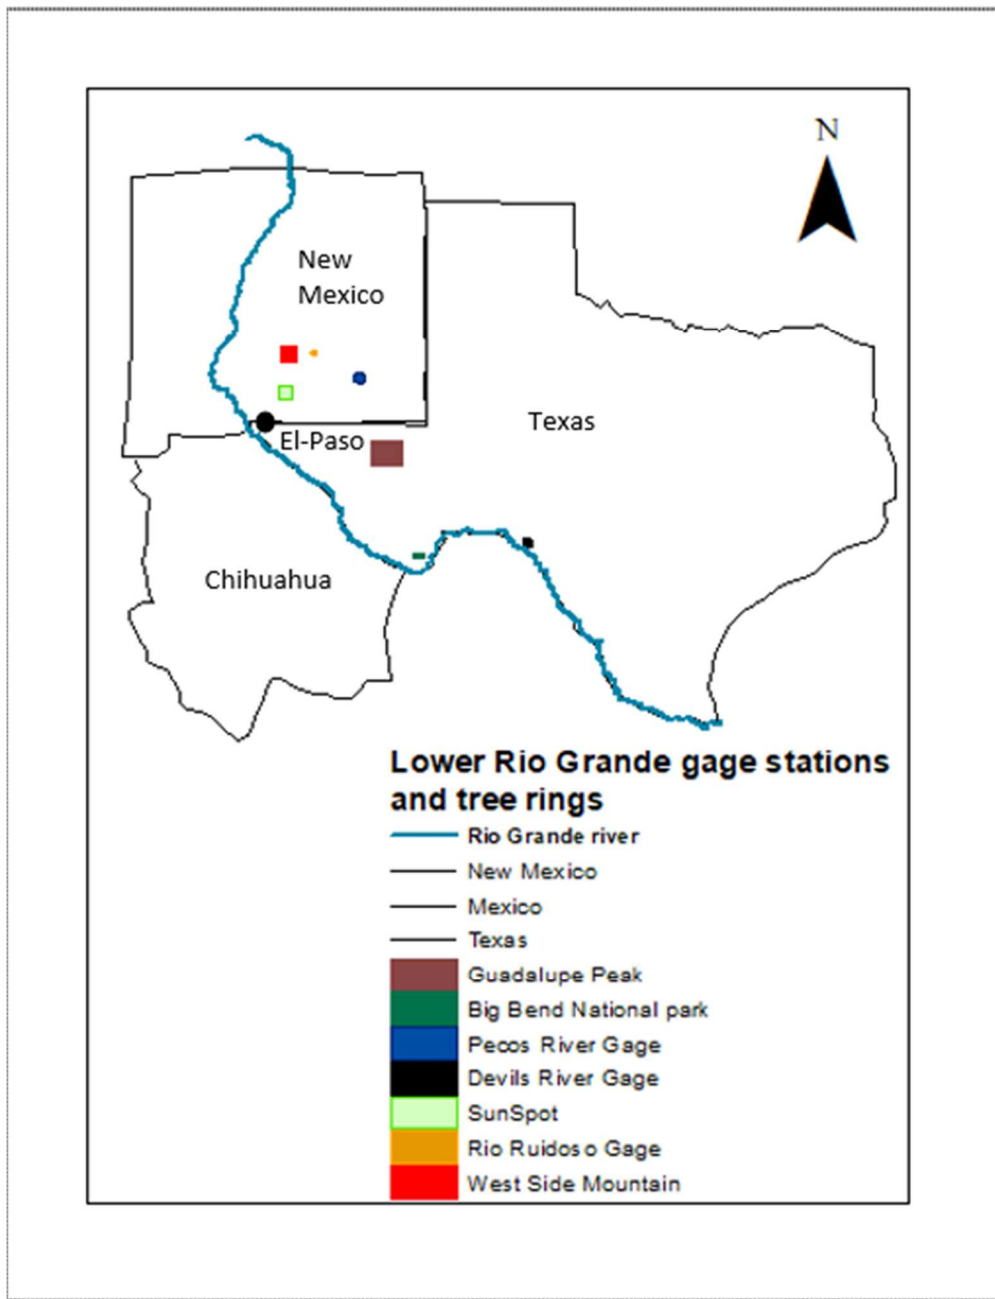 N
New
Mexico
Texas
El-Paso
Chihuahua
Lower Rio Grande gage stations
and tree rings
Rio Grande river
New Mexico
Mexico
Texas
Guadalupe Peak
Big Bend National park
Pecos River Gage
Devils River Gage
SunSpot
Rio Ruidoso Gage
West Side Mountain